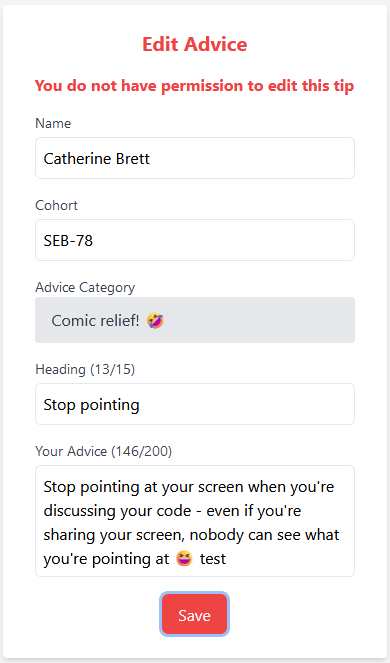 Edit Advice
You do not have permission to edit this tip
Name
Catherine Brett
Cohort
SEB-78
Advice Category
Comic relief! 🤣
Heading (13/15)
Stop pointing
Your Advice (146/200)
Stop pointing at your screen when you're
discussing your code - even if you're
sharing your screen, nobody can see what
you're pointing at 😆 test
Save